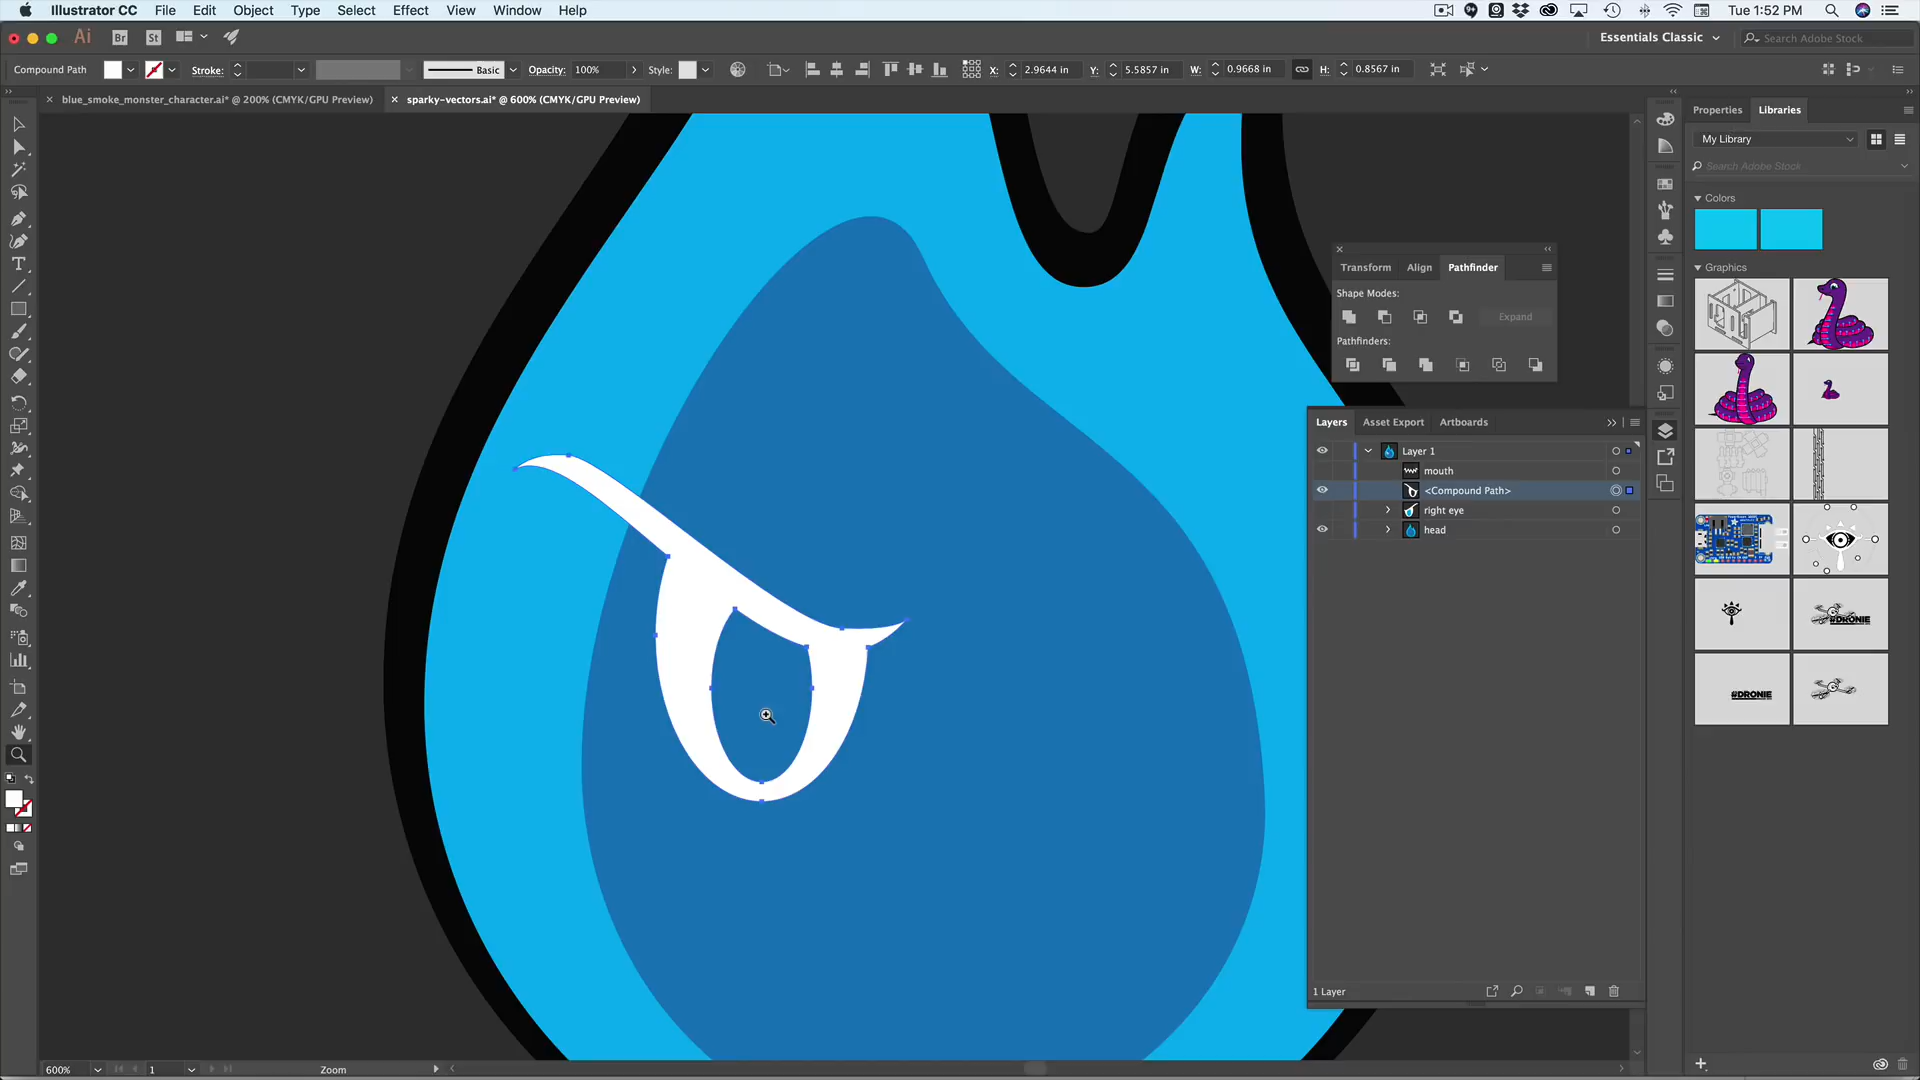 Illustrator CC File Edit Object Type Select Effect View Window Help
Tue 1:52 PM
Ai Br St
Essentials Classic
Search Adobe Stock
Compound Path
Stroke:
Basic
Opacity: 100%
Style:
X: 2.9644 in
Y: 5.5857 in
W: 0.9668 in
H: 0.8567 in
× blue_smoke_monster_character.ai* @ 200% (CMYK/GPU Preview)
× sparky-vectors.ai* @ 600% (CMYK/GPU Preview)
Properties Libraries
My Library
Search Adobe Stock
Colors
Graphics
#DRONIE
#DRONIE
Transform Align Pathfinder
Shape Modes:
Expand
Pathfinders:
Layers Asset Export Artboards
Layer 1
mouth
<Compound Path>
right eye
head
1 Layer
600%
1
Zoom